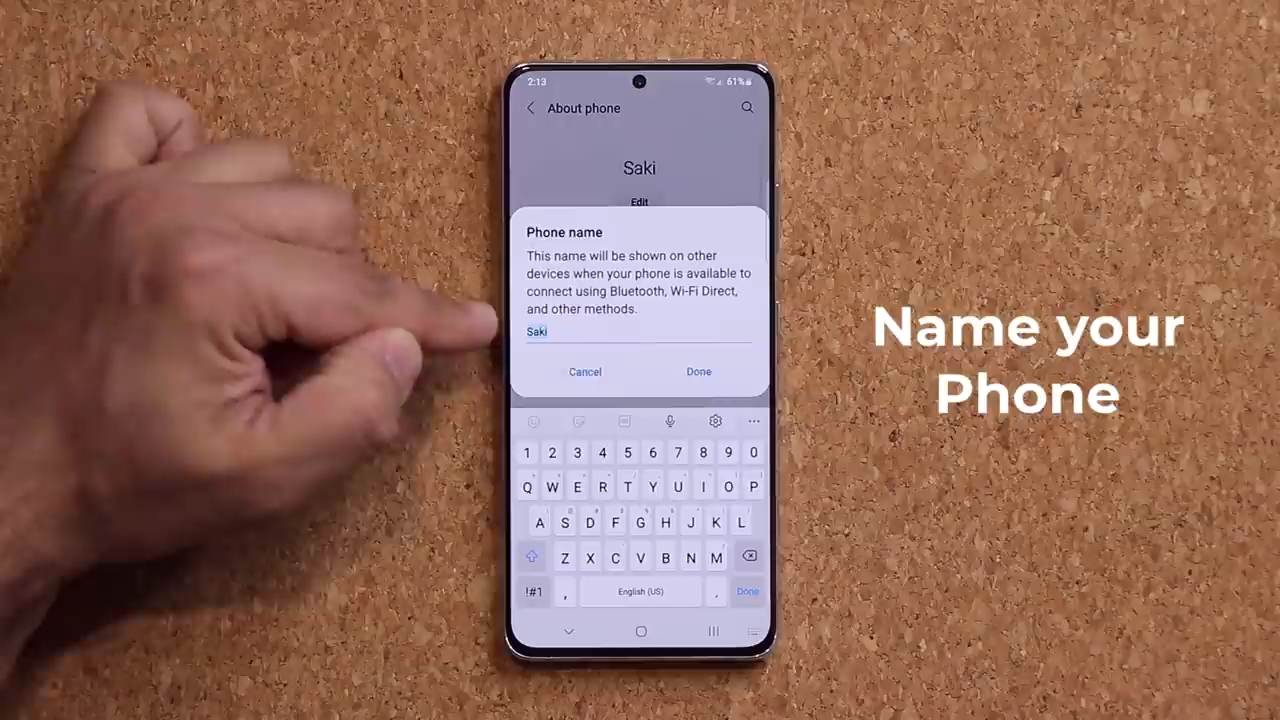 2:13 61%
About phone
Saki
Edit
Phone name
This name will be shown on other
devices when your phone is available to
connect using Bluetooth, Wi-Fi Direct,
and other methods.
Saki
Cancel Done
1 2 3 4 5 6 7 8 9 0
Q W E R T Y U I O P
A S D F G H J K L
Z X C V B N M
!#1 , English (US) . Done
Name your
Phone